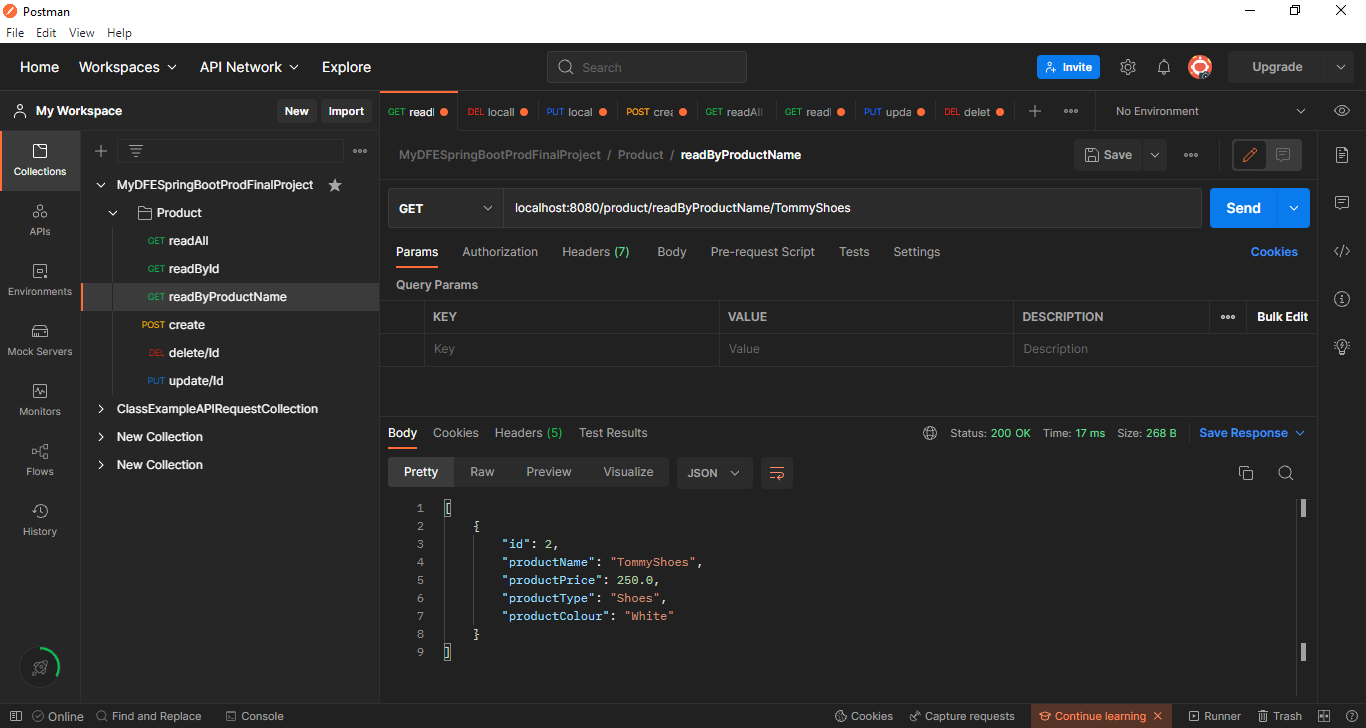 Postman
File Edit View Help
Home Workspaces API Network Explore Search Invite Upgrade
My Workspace New Import
GET readl DEL locall PUT local POST crea GET readAll GET readl PUT upda DEL delet No Environment
Collections
APIs
Environments
Mock Servers
Monitors
Flows
History
MyDFESpringBootProdFinalProject
Product
GET readAll
GET readById
GET readByProductName
POST create
DEL delete/Id
PUT update/Id
ClassExampleAPIRequestCollection
New Collection
New Collection
MyDFESpringBootProdFinalProject / Product / readByProductName Save
GET localhost:8080/product/readByProductName/TommyShoes Send
Params Authorization Headers (7) Body Pre-request Script Tests Settings Cookies
Query Params
KEY VALUE DESCRIPTION Bulk Edit
Key Value Description
Body Cookies Headers (5) Test Results Status: 200 OK Time: 17 ms Size: 268 B Save Response
Pretty Raw Preview Visualize JSON
1 [
2 {
3 "id": 2,
4 "productName": "TommyShoes",
5 "productPrice": 250.0,
6 "productType": "Shoes",
7 "productColour": "White"
8 }
9 ]
Online Find and Replace Console Cookies Capture requests Continue learning Runner Trash